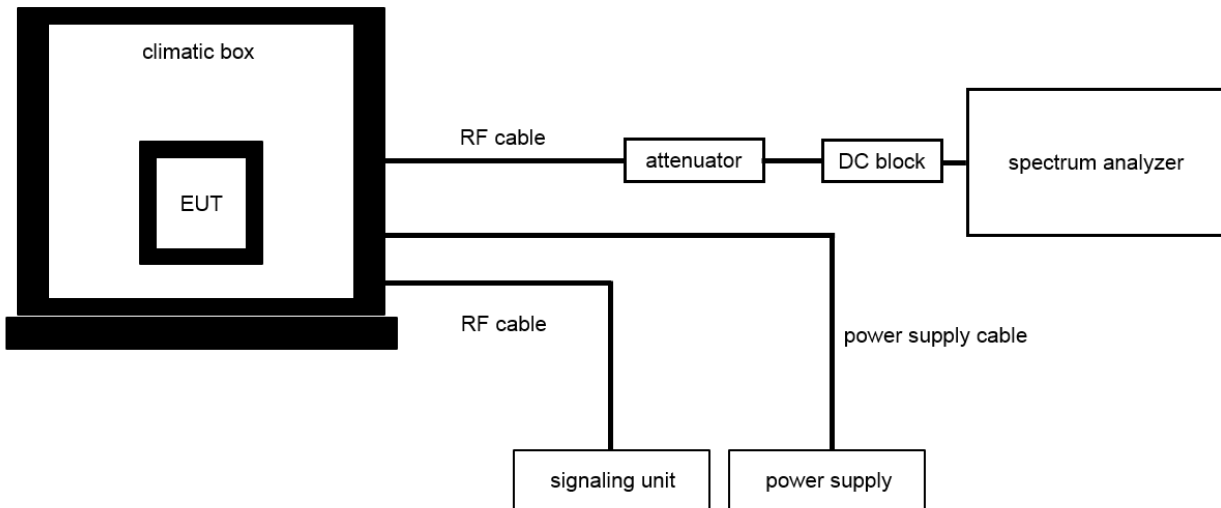 climatic box
RF cable
attenuator
DC block
spectrum analyzer
EUT
RF cable
power supply cable
signaling unit
power supply